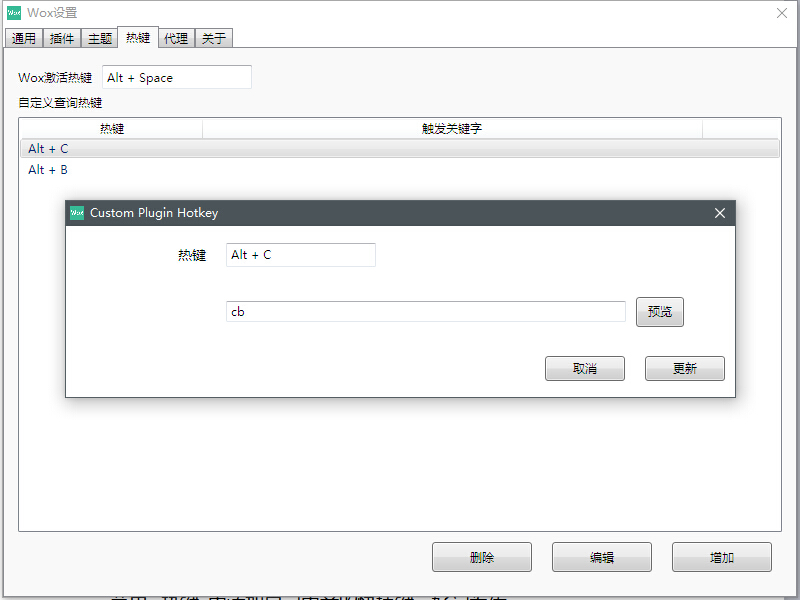 Wox Wox设置
通用 插件 主题 热键 代理 关于
Wox激活热键 Alt + Space
自定义查询热键
热键 触发关键字
Alt + C
Alt + B
Wox Custom Plugin Hotkey
热键 Alt + C
cb 预览
取消 更新
删除 编辑 增加